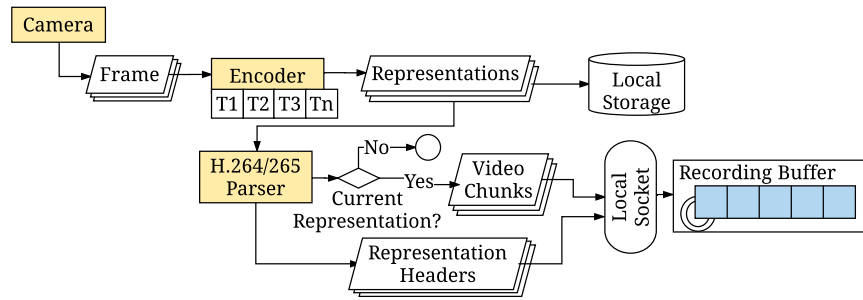 Camera
Frame
Encoder
T1 T2 T3 Tn
Representations
Local
Storage
H.264/265
Parser
No
Yes
Current
Representation?
Video
Chunks
Representation
Headers
Local
Socket
Recording Buffer